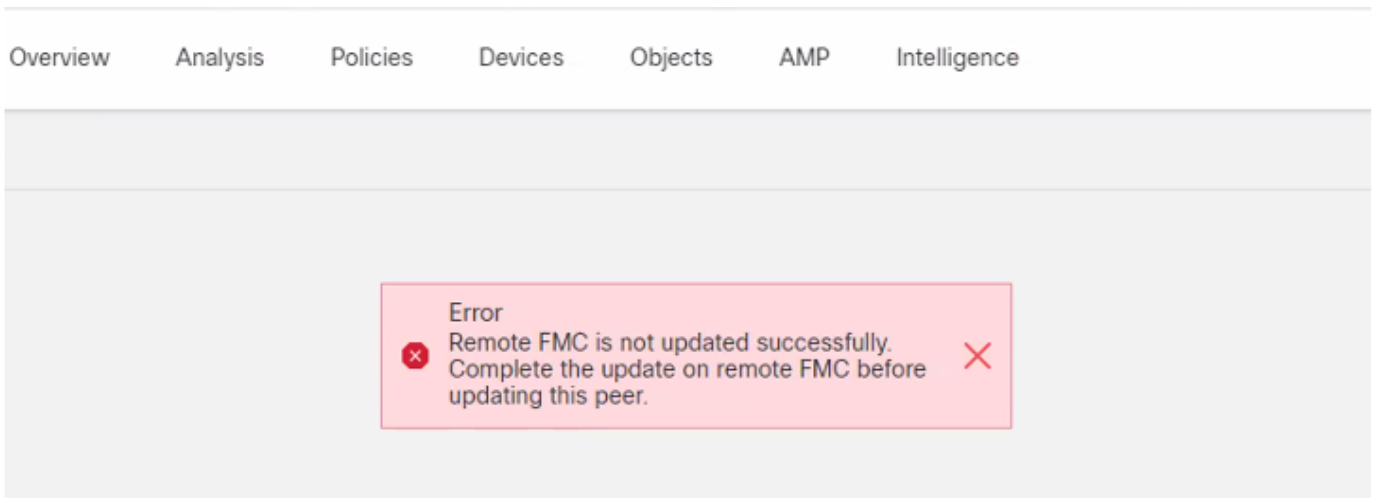 Overview Analysis Policies Devices Objects AMP Intelligence
Error
Remote FMC is not updated successfully.
Complete the update on remote FMC before
updating this peer.